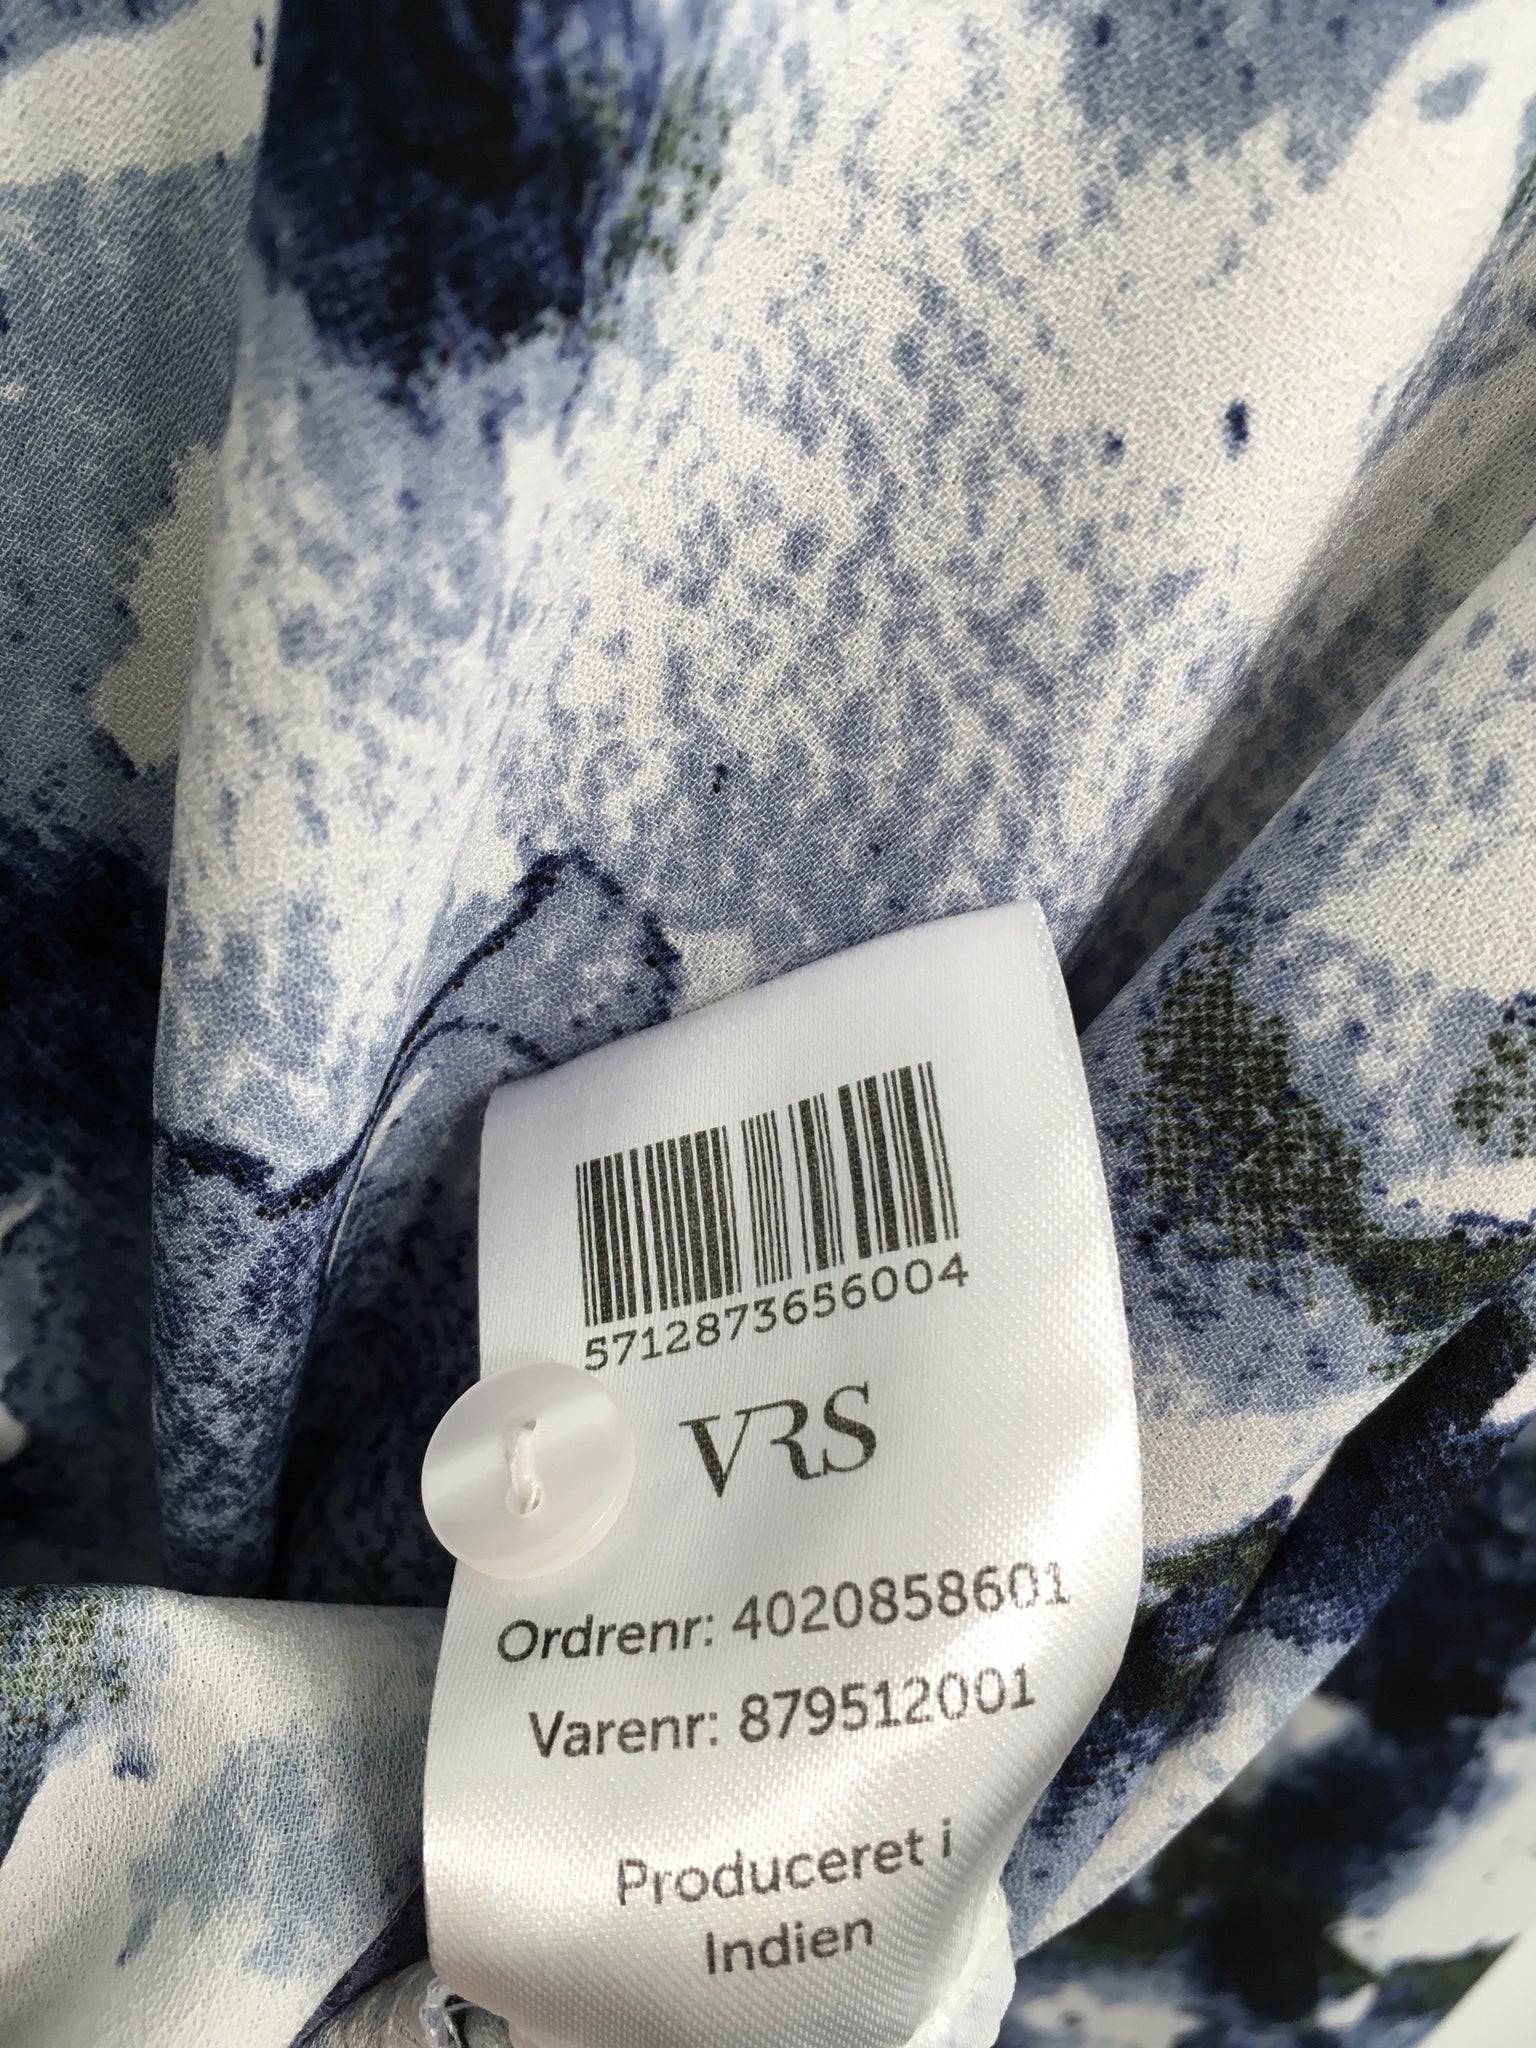 5712873656004
VRS
Ordrenr: 4020858601
Varenr: 879512001
Produceret i
Indien